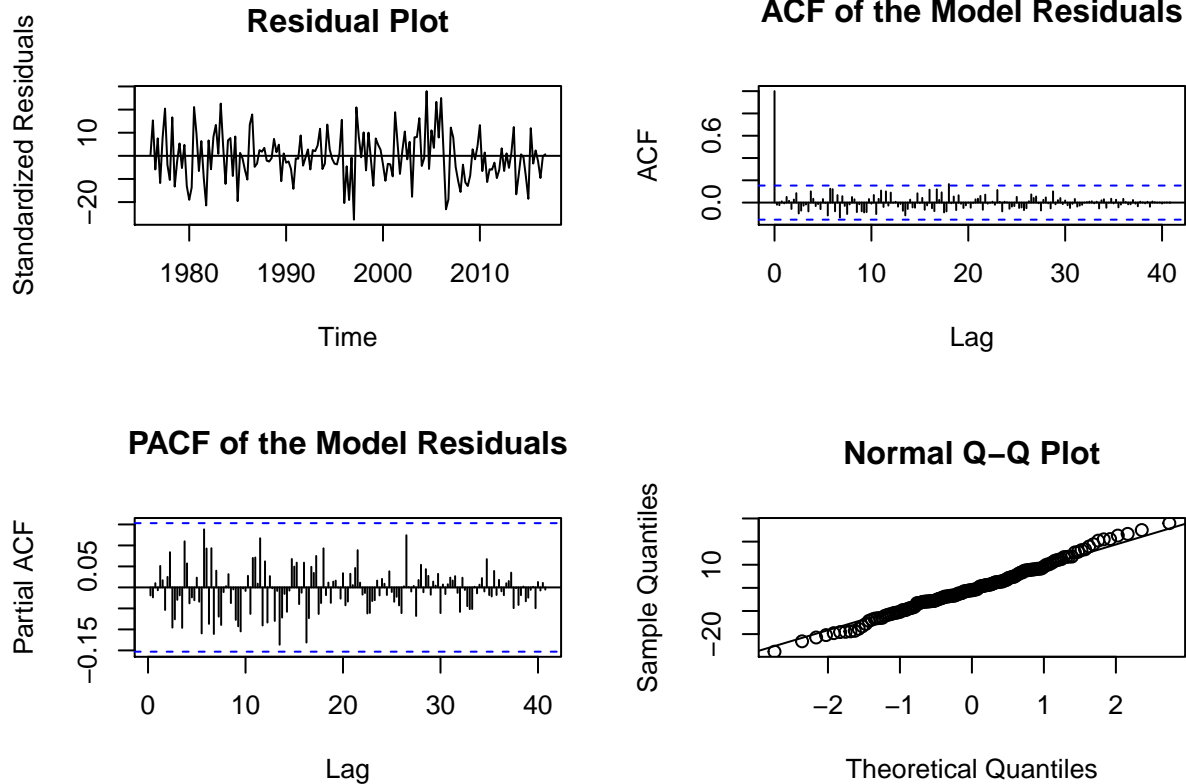 Residual Plot
Standardized Residuals
10
−20
1980 1990 2000 2010
Time
ACF of the Model Residuals
ACF
0.6
0.0
0 10 20 30 40
Lag
PACF of the Model Residuals
Partial ACF
0.05
−0.15
0 10 20 30 40
Lag
Normal Q−Q Plot
Sample Quantiles
10
−20
−2 −1 0 1 2
Theoretical Quantiles